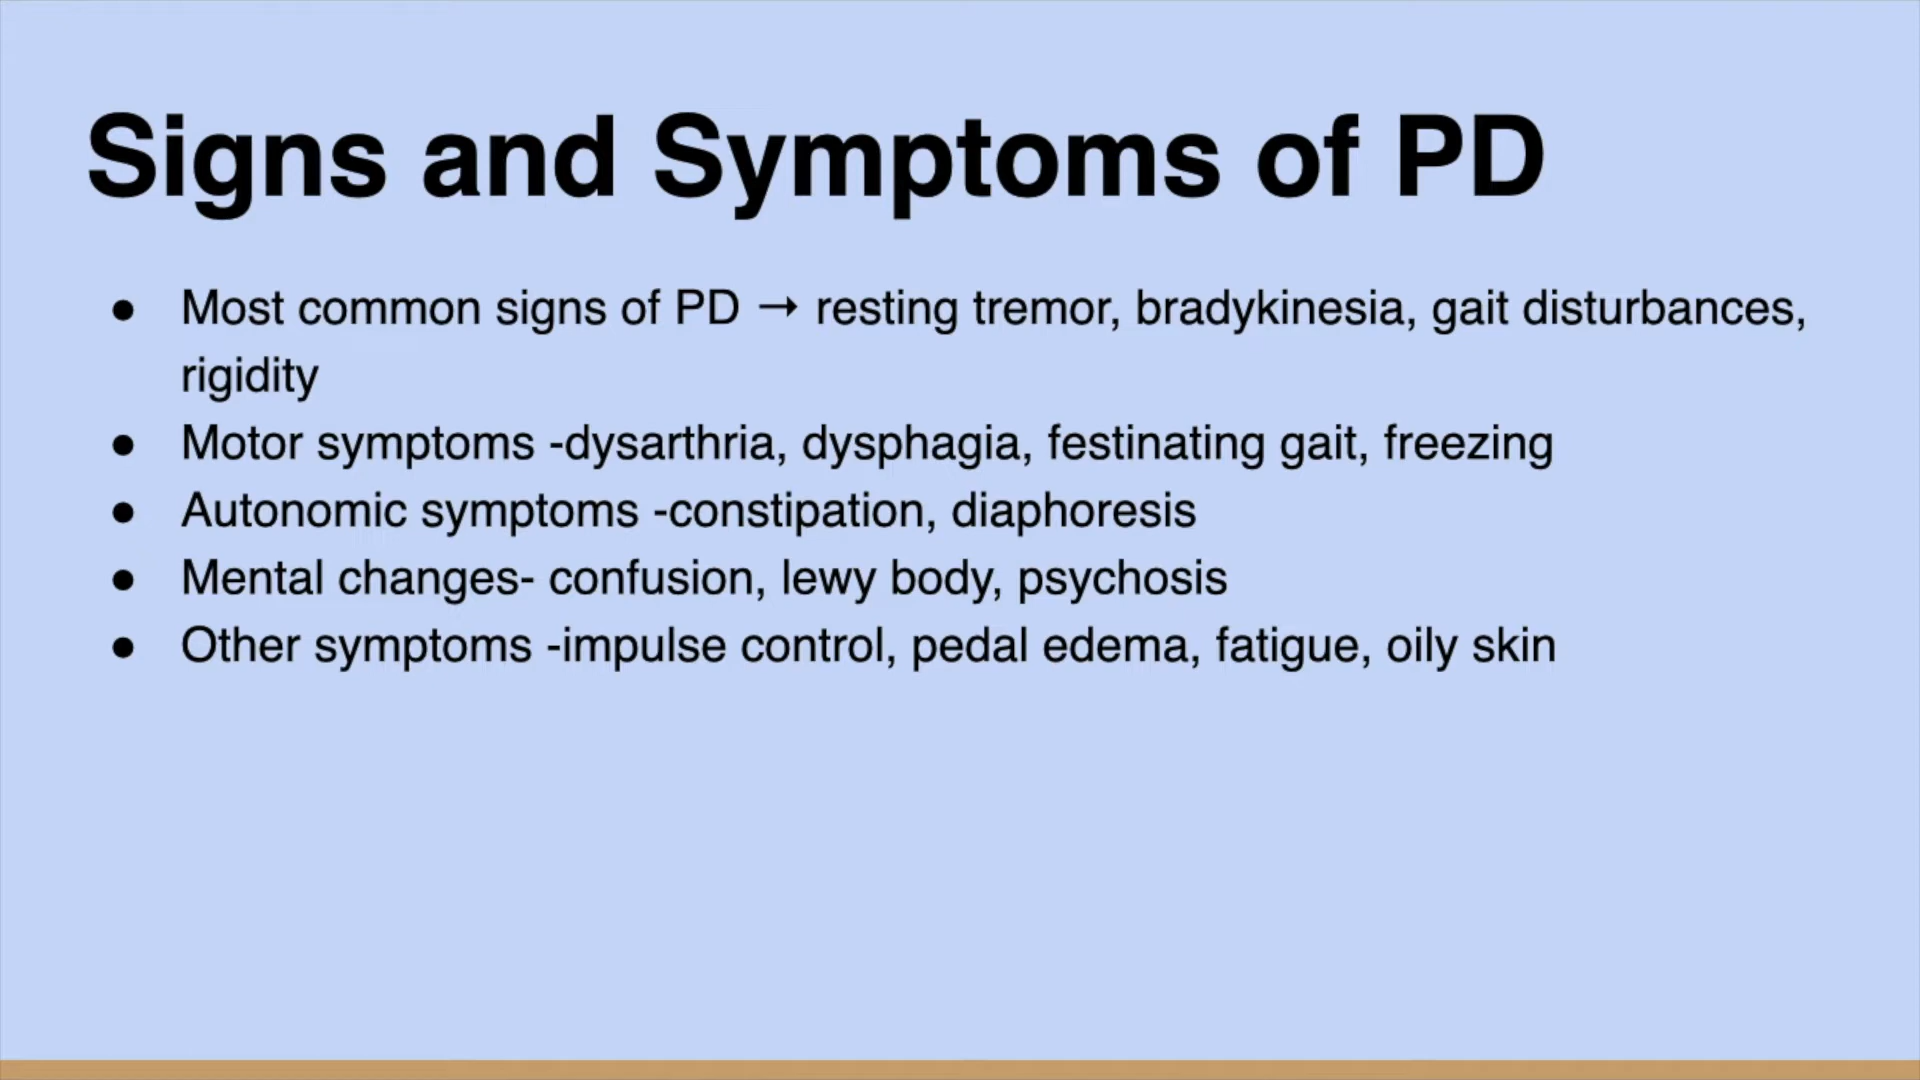 Signs and Symptoms of PD
● Most common signs of PD → resting tremor, bradykinesia, gait disturbances,
rigidity
● Motor symptoms -dysarthria, dysphagia, festinating gait, freezing
● Autonomic symptoms -constipation, diaphoresis
● Mental changes- confusion, lewy body, psychosis
● Other symptoms -impulse control, pedal edema, fatigue, oily skin